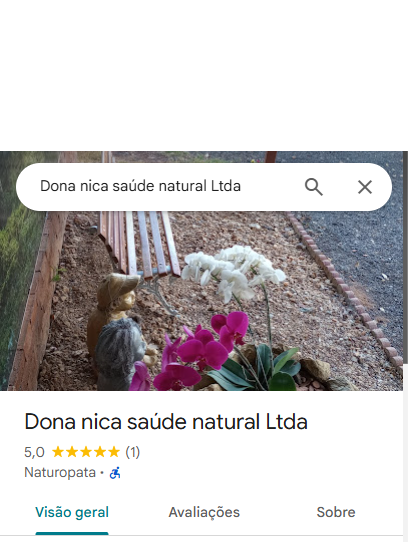 Dona nica saúde natural Ltda
Dona nica saúde natural Ltda
5,0 (1)
Naturopata ·
Visão geral Avaliações Sobre